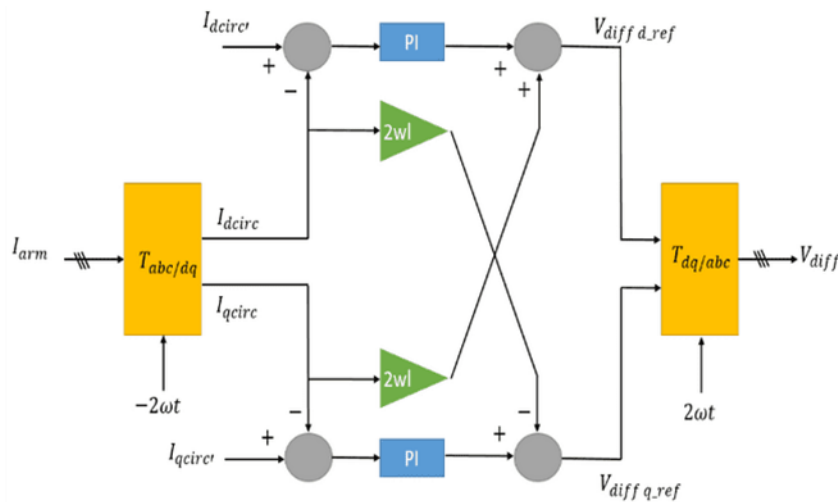 I_dcirc′
+
−
PI
+
+
V_diff d_ref
2wl
I_arm
T_abc/dq
I_dcirc
I_qcirc
T_dq/abc
V_diff
−2ωt
2ωt
2wl
−
−
I_qcirc′
+
PI
+
V_diff q_ref